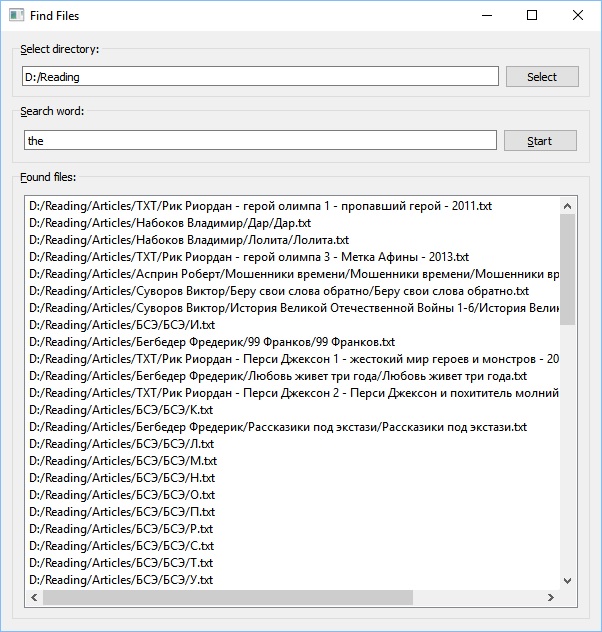 Find Files
Select directory:
D:/Reading
Select
Search word:
the
Start
Found files:
D:/Reading/Articles/TXT/Рик Риордан - герой олимпа 1 - пропавший герой - 2011.txt
D:/Reading/Articles/Набоков Владимир/Дар/Дар.txt
D:/Reading/Articles/Набоков Владимир/Лолита/Лолита.txt
D:/Reading/Articles/TXT/Рик Риордан - герой олимпа 3 - Метка Афины - 2013.txt
D:/Reading/Articles/Асприн Роберт/Мошенники времени/Мошенники времени/Мошенники вр
D:/Reading/Articles/Суворов Виктор/Беру свои слова обратно/Беру свои слова обратно.txt
D:/Reading/Articles/Суворов Виктор/История Великой Отечественной Войны 1-6/История Вели
D:/Reading/Articles/БСЭ/БСЭ/И.txt
D:/Reading/Articles/Бегбедер Фредерик/99 Франков/99 Франков.txt
D:/Reading/Articles/TXT/Рик Риордан - Перси Джексон 1 - жестокий мир героев и монстров - 20
D:/Reading/Articles/Бегбедер Фредерик/Любовь живет три года/Любовь живет три года.txt
D:/Reading/Articles/TXT/Рик Риордан - Перси Джексон 2 - Перси Джексон и похититель молний
D:/Reading/Articles/БСЭ/БСЭ/К.txt
D:/Reading/Articles/Бегбедер Фредерик/Рассказики под экстази/Рассказики под экстази.txt
D:/Reading/Articles/БСЭ/БСЭ/Л.txt
D:/Reading/Articles/БСЭ/БСЭ/М.txt
D:/Reading/Articles/БСЭ/БСЭ/Н.txt
D:/Reading/Articles/БСЭ/БСЭ/О.txt
D:/Reading/Articles/БСЭ/БСЭ/П.txt
D:/Reading/Articles/БСЭ/БСЭ/Р.txt
D:/Reading/Articles/БСЭ/БСЭ/С.txt
D:/Reading/Articles/БСЭ/БСЭ/Т.txt
D:/Reading/Articles/БСЭ/БСЭ/У.txt